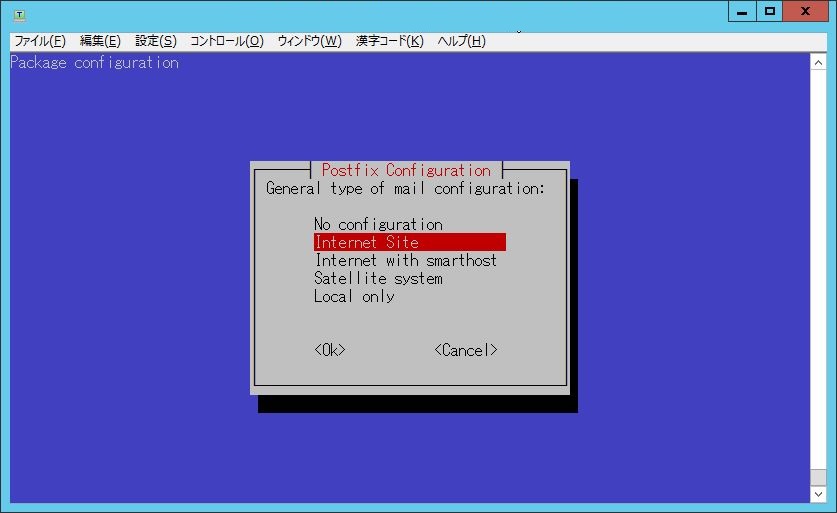 ファイル(F) 編集(E) 設定(S) コントロール(O) ウィンドウ(W) 漢字コード(K) ヘルプ(H)
Package configuration
Postfix Configuration
General type of mail configuration:
No configuration
Internet Site
Internet with smarthost
Satellite system
Local only
<Ok> <Cancel>